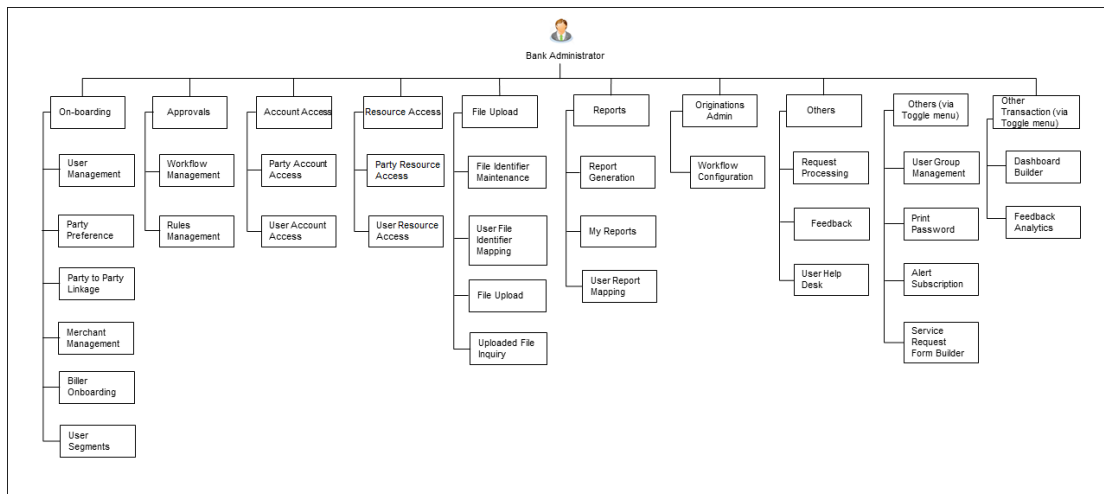 Bank Administrator
On-boarding
User
Management
Party
Preference
Party to Party
Linkage
Merchant
Management
Biller
Onboarding
User
Segments
Approvals
Workflow
Management
Rules
Management
Account Access
Party Account
Access
User Account
Access
Resource Access
Party Resource
Access
User Resource
Access
File Upload
File Identifier
Maintenance
User File
Identifier
Mapping
File Upload
Uploaded File
Inquiry
Reports
Report
Generation
My Reports
User Report
Mapping
Originations
Admin
Workflow
Configuration
Others
Request
Processing
Feedback
User Help
Desk
Others (via
Toggle menu)
User Group
Management
Print
Password
Alert
Subscription
Service
Request
Form Builder
Other
Transaction (via
Toggle menu)
Dashboard
Builder
Feedback
Analytics